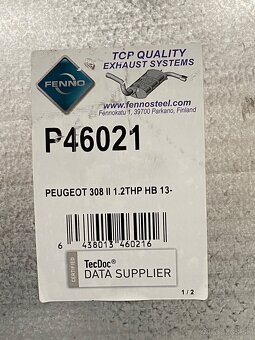 FENNO
TCP QUALITY
EXHAUST SYSTEMS
www.fennosteel.com
Fennokatu 1, 39700 Parkano, Finland
P46021
PEUGEOT 308 II 1.2THP HB 13-
6 438013 460216
CERTIFIED
TecDoc®
DATA SUPPLIER
1 / 2